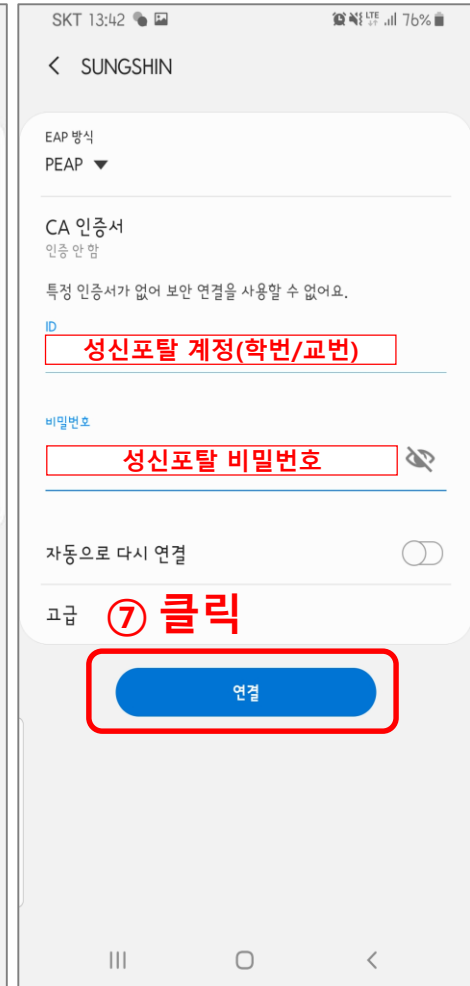 SKT 13:42 LTE 76%
< SUNGSHIN
EAP 방식
PEAP ▼
CA 인증서
인증 안 함
특정 인증서가 없어 보안 연결을 사용할 수 없어요.
ID
성신포탈 계정(학번/교번)
비밀번호
성신포탈 비밀번호
자동으로 다시 연결
고급 ⑦ 클릭
연결